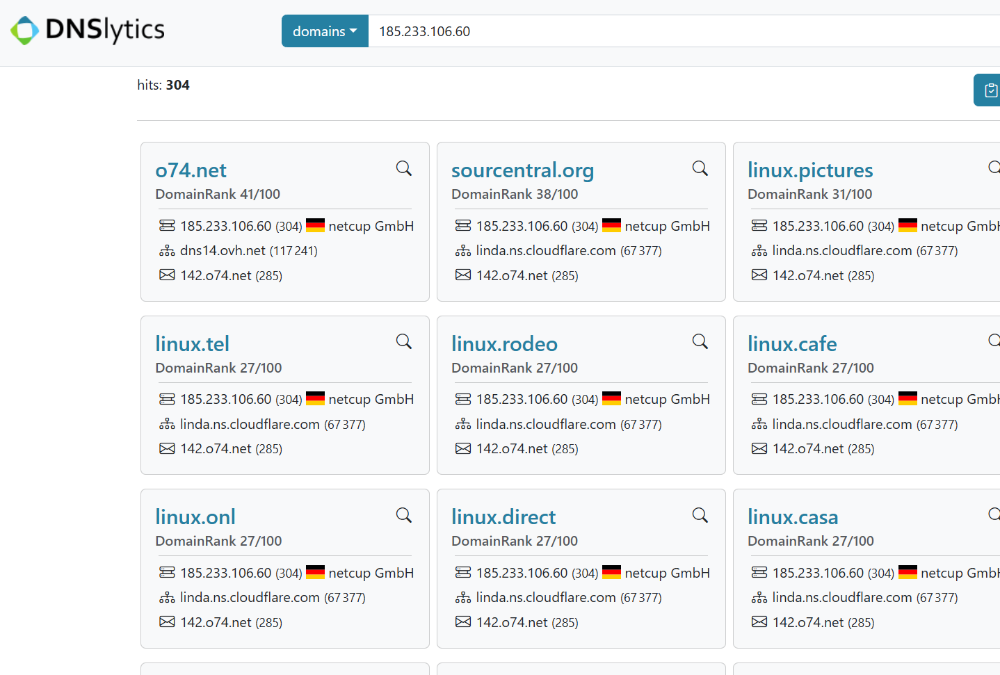 DNSlytics
domains
185.233.106.60
hits: 304
o74.net
DomainRank 41/100
185.233.106.60 (304) netcup GmbH
dns14.ovh.net (117 241)
142.o74.net (285)
sourcentral.org
DomainRank 38/100
185.233.106.60 (304) netcup GmbH
linda.ns.cloudflare.com (67 377)
142.o74.net (285)
linux.pictures
DomainRank 31/100
185.233.106.60 (304) netcup GmbH
linda.ns.cloudflare.com (67 377)
142.o74.net (285)
linux.tel
DomainRank 27/100
185.233.106.60 (304) netcup GmbH
linda.ns.cloudflare.com (67 377)
142.o74.net (285)
linux.rodeo
DomainRank 27/100
185.233.106.60 (304) netcup GmbH
linda.ns.cloudflare.com (67 377)
142.o74.net (285)
linux.cafe
DomainRank 27/100
185.233.106.60 (304) netcup GmbH
linda.ns.cloudflare.com (67 377)
142.o74.net (285)
linux.onl
DomainRank 27/100
185.233.106.60 (304) netcup GmbH
linda.ns.cloudflare.com (67 377)
142.o74.net (285)
linux.direct
DomainRank 27/100
185.233.106.60 (304) netcup GmbH
linda.ns.cloudflare.com (67 377)
142.o74.net (285)
linux.casa
DomainRank 27/100
185.233.106.60 (304) netcup GmbH
linda.ns.cloudflare.com (67 377)
142.o74.net (285)